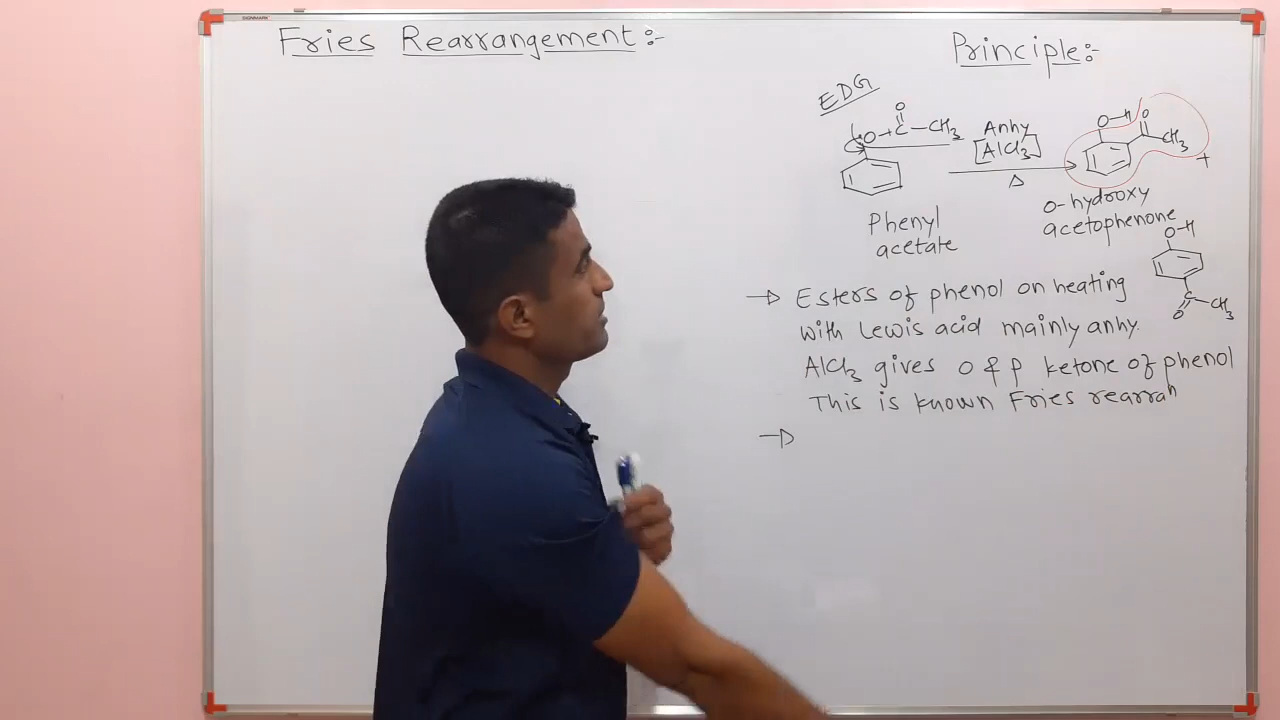 SIGNMARK
Fries Rearrangement :-
Principle :-
EDG
O
O C CH3
Anhy
AlCl3
Δ
O-H O
CH3
+
Phenyl
acetate
o-hydroxy
acetophenone
O-H
C CH3
O
→ Esters of phenol on heating
with Lewis acid mainly anhy.
AlCl3 gives o & p ketone of phenol
This is known Fries rearran
→